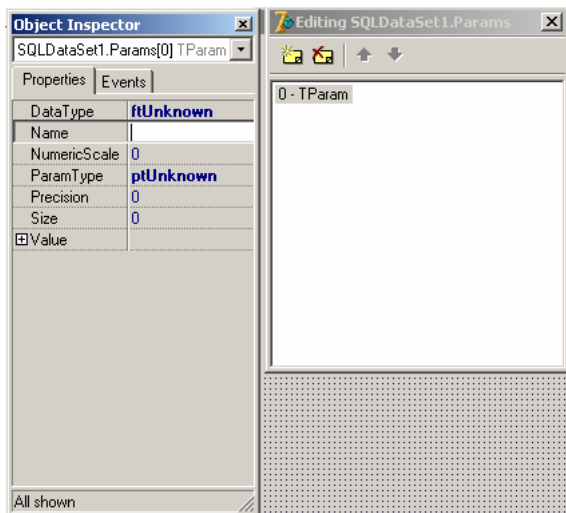 Object Inspector
SQLDataSet1.Params[0] TParam
Properties Events
DataType ftUnknown
Name
NumericScale 0
ParamType ptUnknown
Precision 0
Size 0
Value
All shown
Editing SQLDataSet1.Params
0 - TParam